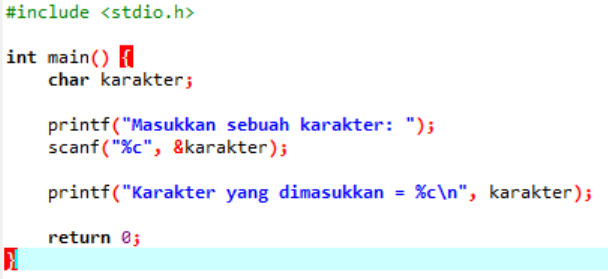 #include <stdio.h>
int main() {
char karakter;
printf("Masukkan sebuah karakter: ");
scanf("%c", &karakter);
printf("Karakter yang dimasukkan = %c\n", karakter);
return 0;
}